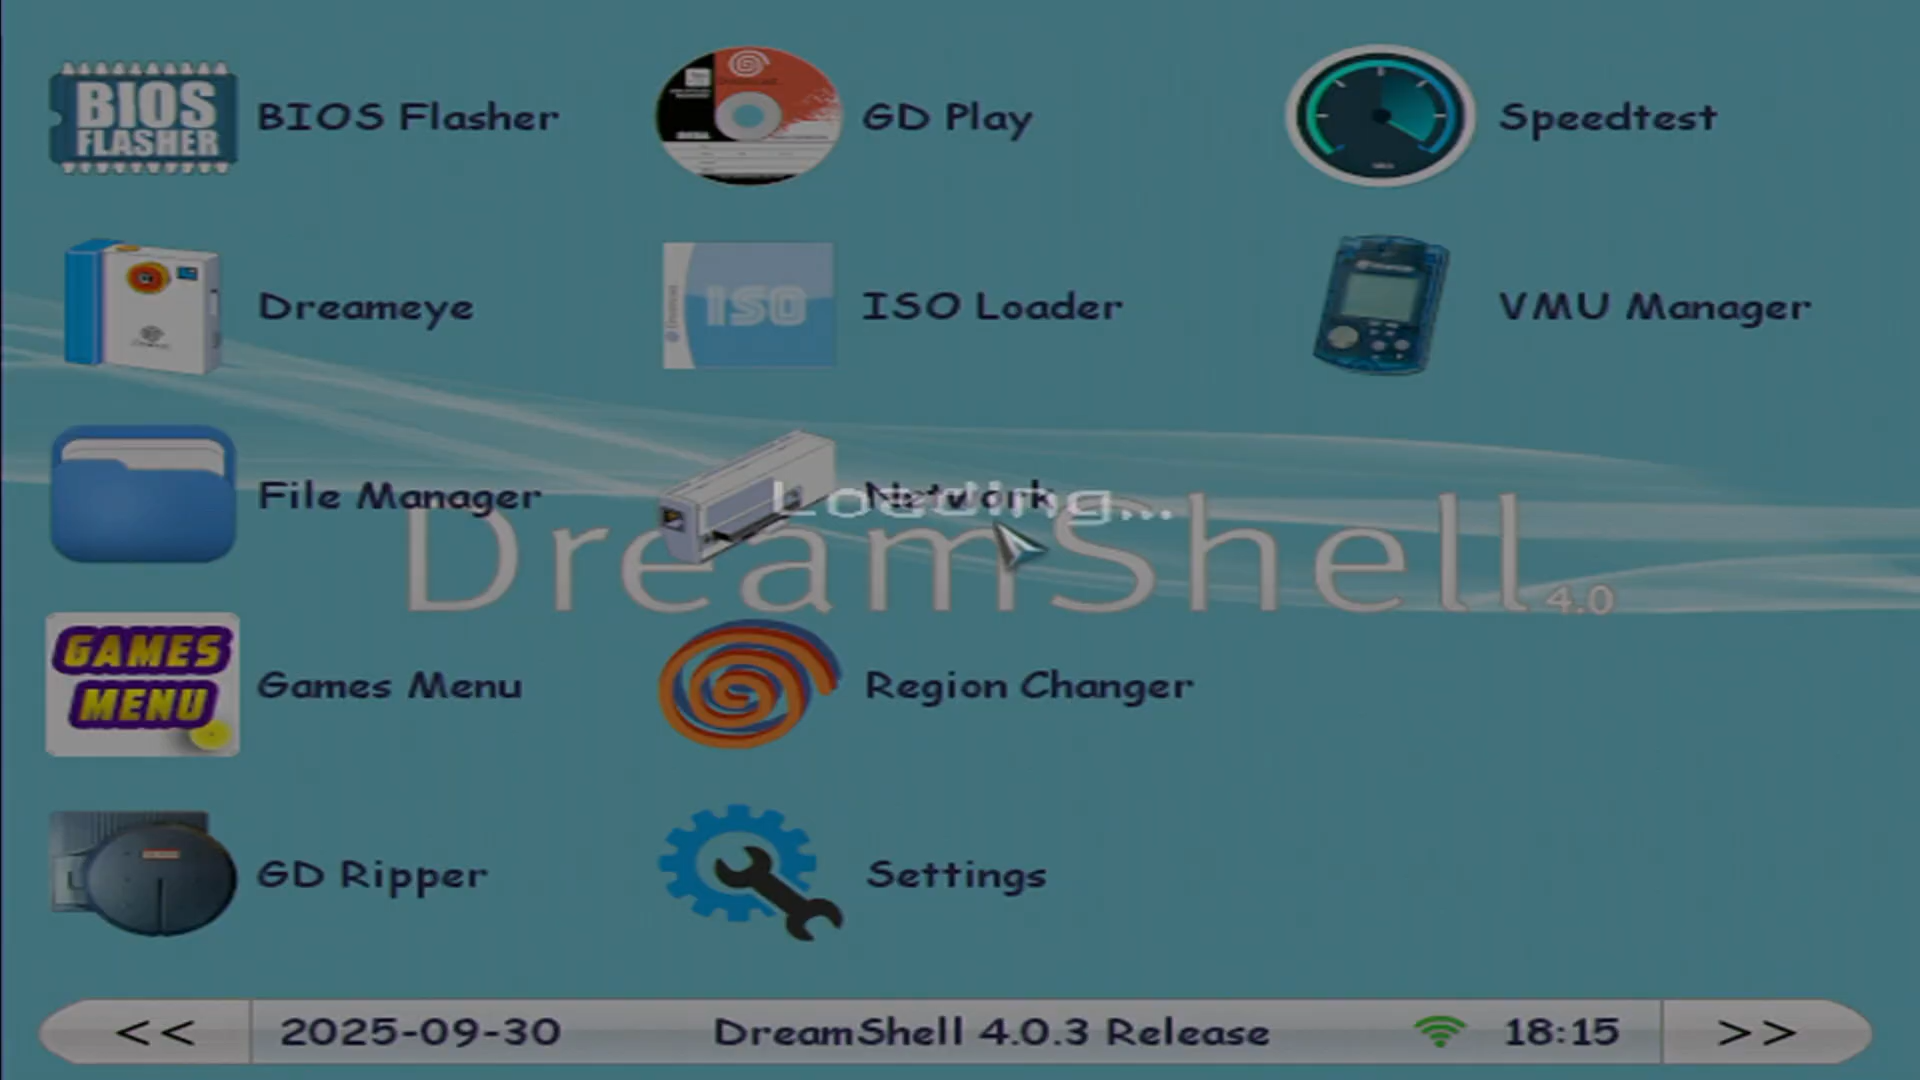 BIOS FLASHER
BIOS Flasher
GD Play
Speedtest
Dreameye
ISO
ISO Loader
VMU Manager
File Manager
Network
Loading...
DreamShell 4.0
GAMES MENU
Games Menu
Region Changer
GD Ripper
Settings
<< 2025-09-30 DreamShell 4.0.3 Release 18:15 >>